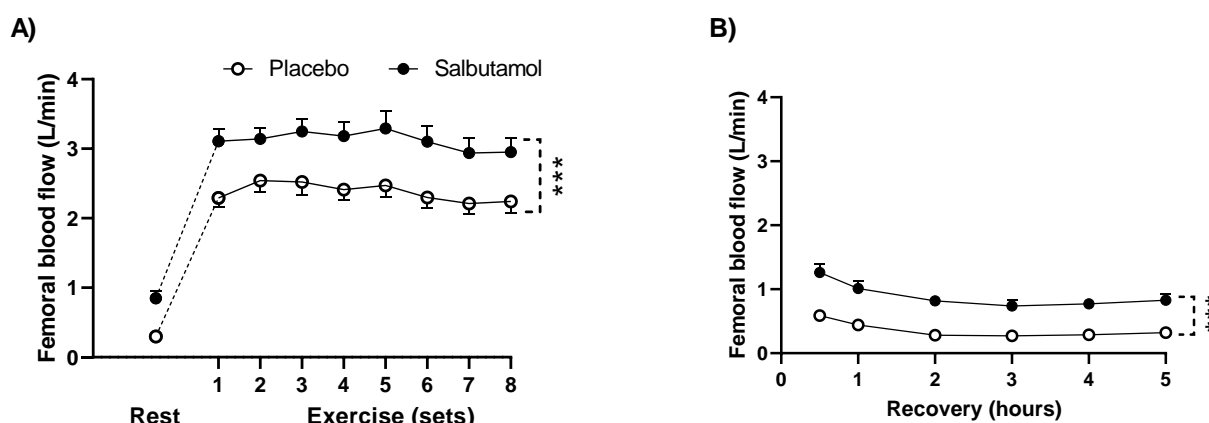 A)
Placebo
Salbutamol
Femoral blood flow (L/min)
4
3
2
1
0
***
1 2 3 4 5 6 7 8
Rest Exercise (sets)
B)
Femoral blood flow (L/min)
4
3
2
1
0
***
0 1 2 3 4 5
Recovery (hours)